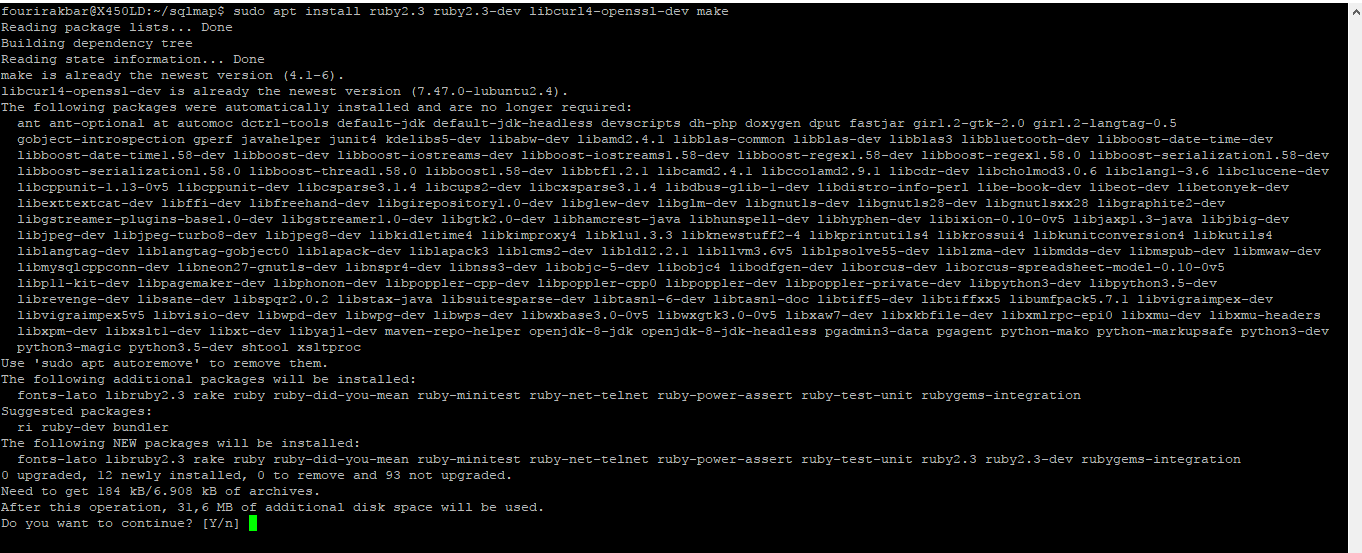 fourirakbar@X450LD:~/sqlmap$ sudo apt install ruby2.3 ruby2.3-dev libcurl4-openssl-dev make
Reading package lists... Done
Building dependency tree
Reading state information... Done
make is already the newest version (4.1-6).
libcurl4-openssl-dev is already the newest version (7.47.0-1ubuntu2.4).
The following packages were automatically installed and are no longer required:
  ant ant-optional at automoc dctrl-tools default-jdk default-jdk-headless devscripts dh-php doxygen dput fastjar gir1.2-gtk-2.0 gir1.2-langtag-0.5
  gobject-introspection gperf javahelper junit4 kdelibs5-dev libabw-dev libamd2.4.1 libblas-common libblas-dev libblas3 libbluetooth-dev libboost-date-time-dev
  libboost-date-time1.58-dev libboost-dev libboost-iostreams-dev libboost-iostreams1.58-dev libboost-regex1.58-dev libboost-regex1.58.0 libboost-serialization1.58-dev
  libboost-serialization1.58.0 libboost-thread1.58.0 libboost1.58-dev libbtf1.2.1 libcamd2.4.1 libccolamd2.9.1 libcdr-dev libcholmod3.0.6 libclang1-3.6 libclucene-dev
  libcppunit-1.13-0v5 libcppunit-dev libcsparse3.1.4 libcups2-dev libcxsparse3.1.4 libdbus-glib-1-dev libdistro-info-perl libe-book-dev libeot-dev libetonyek-dev
  libexttextcat-dev libffi-dev libfreehand-dev libgirepository1.0-dev libglew-dev libglm-dev libgnutls-dev libgnutls28-dev libgnutlsxx28 libgraphite2-dev
  libgstreamer-plugins-base1.0-dev libgstreamer1.0-dev libgtk2.0-dev libhamcrest-java libhunspell-dev libhyphen-dev libixion-0.10-0v5 libjaxp1.3-java libjbig-dev
  libjpeg-dev libjpeg-turbo8-dev libjpeg8-dev libkidletime4 libkimproxy4 libklu1.3.3 libknewstuff2-4 libkprintutils4 libkrossui4 libkunitconversion4 libkutils4
  liblangtag-dev liblangtag-gobject0 liblapack-dev liblapack3 liblcms2-dev libldl2.2.1 libllvm3.6v5 liblpsolve55-dev liblzma-dev libmdds-dev libmspub-dev libmwaw-dev
  libmysqlcppconn-dev libneon27-gnutls-dev libnspr4-dev libnss3-dev libobjc-5-dev libobjc4 libodfgen-dev liborcus-dev liborcus-spreadsheet-model-0.10-0v5
  libp11-kit-dev libpagemaker-dev libphonon-dev libpoppler-cpp-dev libpoppler-cpp0 libpoppler-dev libpoppler-private-dev libpython3-dev libpython3.5-dev
  librevenge-dev libsane-dev libspqr2.0.2 libstax-java libsuitesparse-dev libtasn1-6-dev libtasn1-doc libtiff5-dev libtiffxx5 libumfpack5.7.1 libvigraimpex-dev
  libvigraimpex5v5 libvisio-dev libwpd-dev libwpg-dev libwps-dev libwxbase3.0-0v5 libwxgtk3.0-0v5 libxaw7-dev libxkbfile-dev libxmlrpc-epi0 libxmu-dev libxmu-headers
  libxpm-dev libxslt1-dev libxt-dev libyajl-dev maven-repo-helper openjdk-8-jdk openjdk-8-jdk-headless pgadmin3-data pgagent python-mako python-markupsafe python3-dev
  python3-magic python3.5-dev shtool xsltproc
Use 'sudo apt autoremove' to remove them.
The following additional packages will be installed:
  fonts-lato libruby2.3 rake ruby ruby-did-you-mean ruby-minitest ruby-net-telnet ruby-power-assert ruby-test-unit rubygems-integration
Suggested packages:
  ri ruby-dev bundler
The following NEW packages will be installed:
  fonts-lato libruby2.3 rake ruby ruby-did-you-mean ruby-minitest ruby-net-telnet ruby-power-assert ruby-test-unit ruby2.3 ruby2.3-dev rubygems-integration
0 upgraded, 12 newly installed, 0 to remove and 93 not upgraded.
Need to get 184 kB/6.908 kB of archives.
After this operation, 31,6 MB of additional disk space will be used.
Do you want to continue? [Y/n]